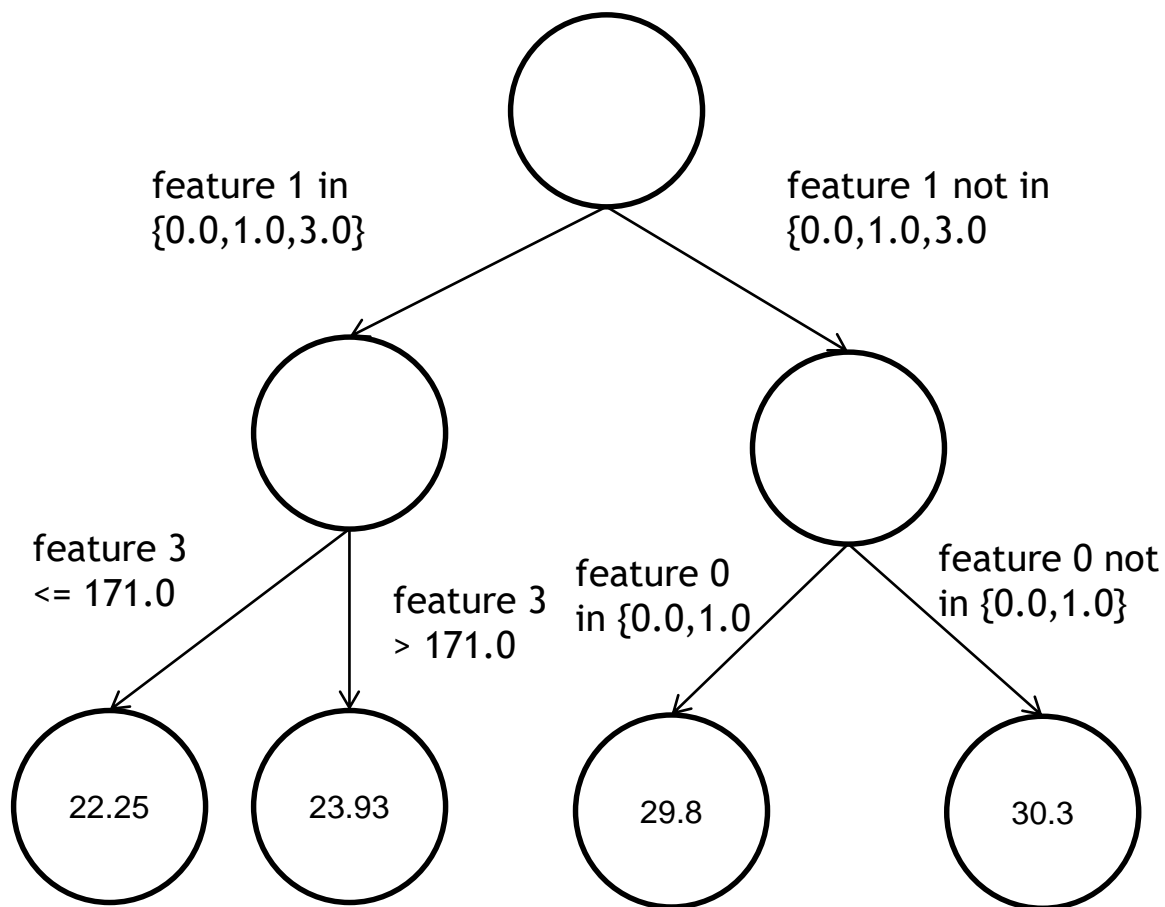 feature 1 in
{0.0,1.0,3.0}
feature 1 not in
{0.0,1.0,3.0
feature 3
<= 171.0
feature 3
> 171.0
feature 0
in {0.0,1.0
feature 0 not
in {0.0,1.0}
22.25
23.93
29.8
30.3